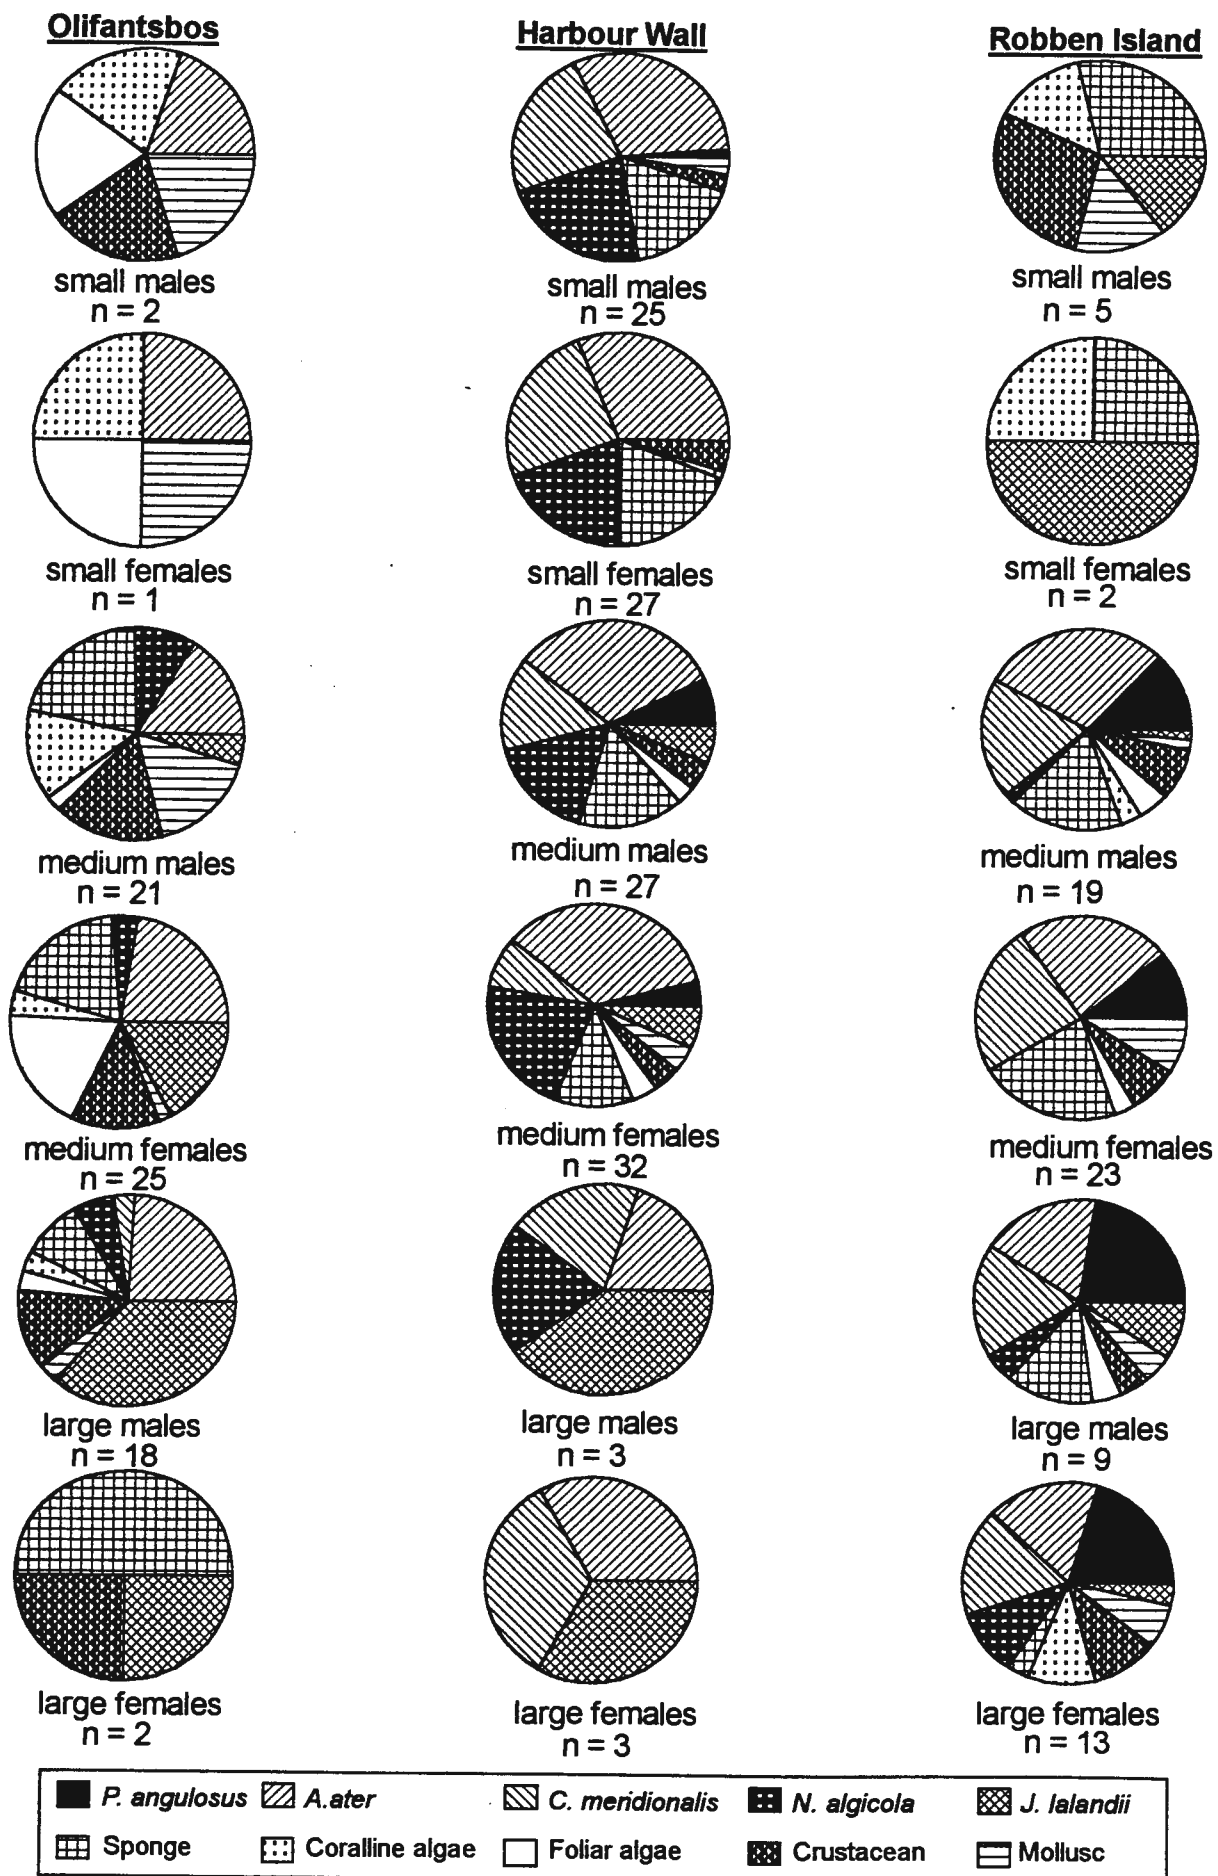 Olifantsbos
Harbour Wall
Robben Island
small males
n = 2
small males
n = 25
small males
n = 5
small females
n = 1
small females
n = 27
small females
n = 2
medium males
n = 21
medium males
n = 27
medium males
n = 19
medium females
n = 25
medium females
n = 32
medium females
n = 23
large males
n = 18
large males
n = 3
large males
n = 9
large females
n = 2
large females
n = 3
large females
n = 13
P. angulosus A.ater C. meridionalis N. algicola J. lalandii
Sponge Coralline algae Foliar algae Crustacean Mollusc